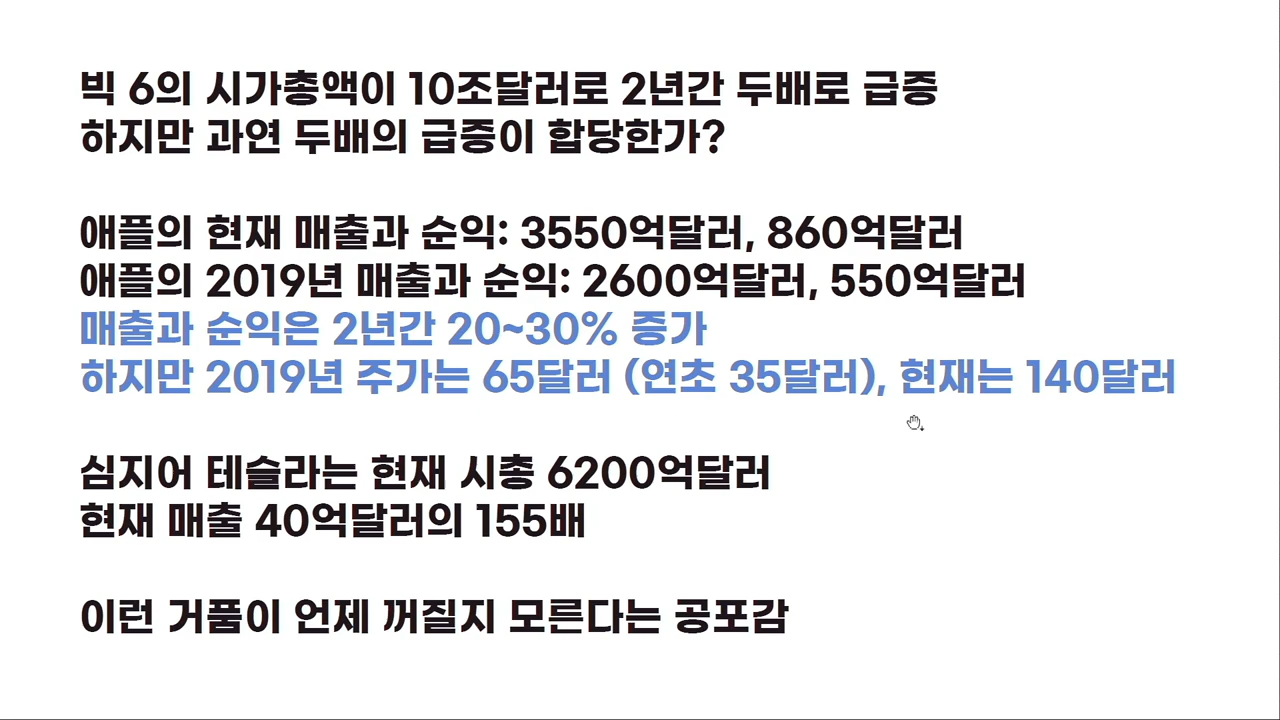 빅 6의 시가총액이 10조달러로 2년간 두배로 급증
하지만 과연 두배의 급증이 합당한가?
애플의 현재 매출과 순익: 3550억달러, 860억달러
애플의 2019년 매출과 순익: 2600억달러, 550억달러
매출과 순익은 2년간 20~30% 증가
하지만 2019년 주가는 65달러 (연초 35달러), 현재는 140달러
심지어 테슬라는 현재 시총 6200억달러
현재 매출 40억달러의 155배
이런 거품이 언제 꺼질지 모른다는 공포감